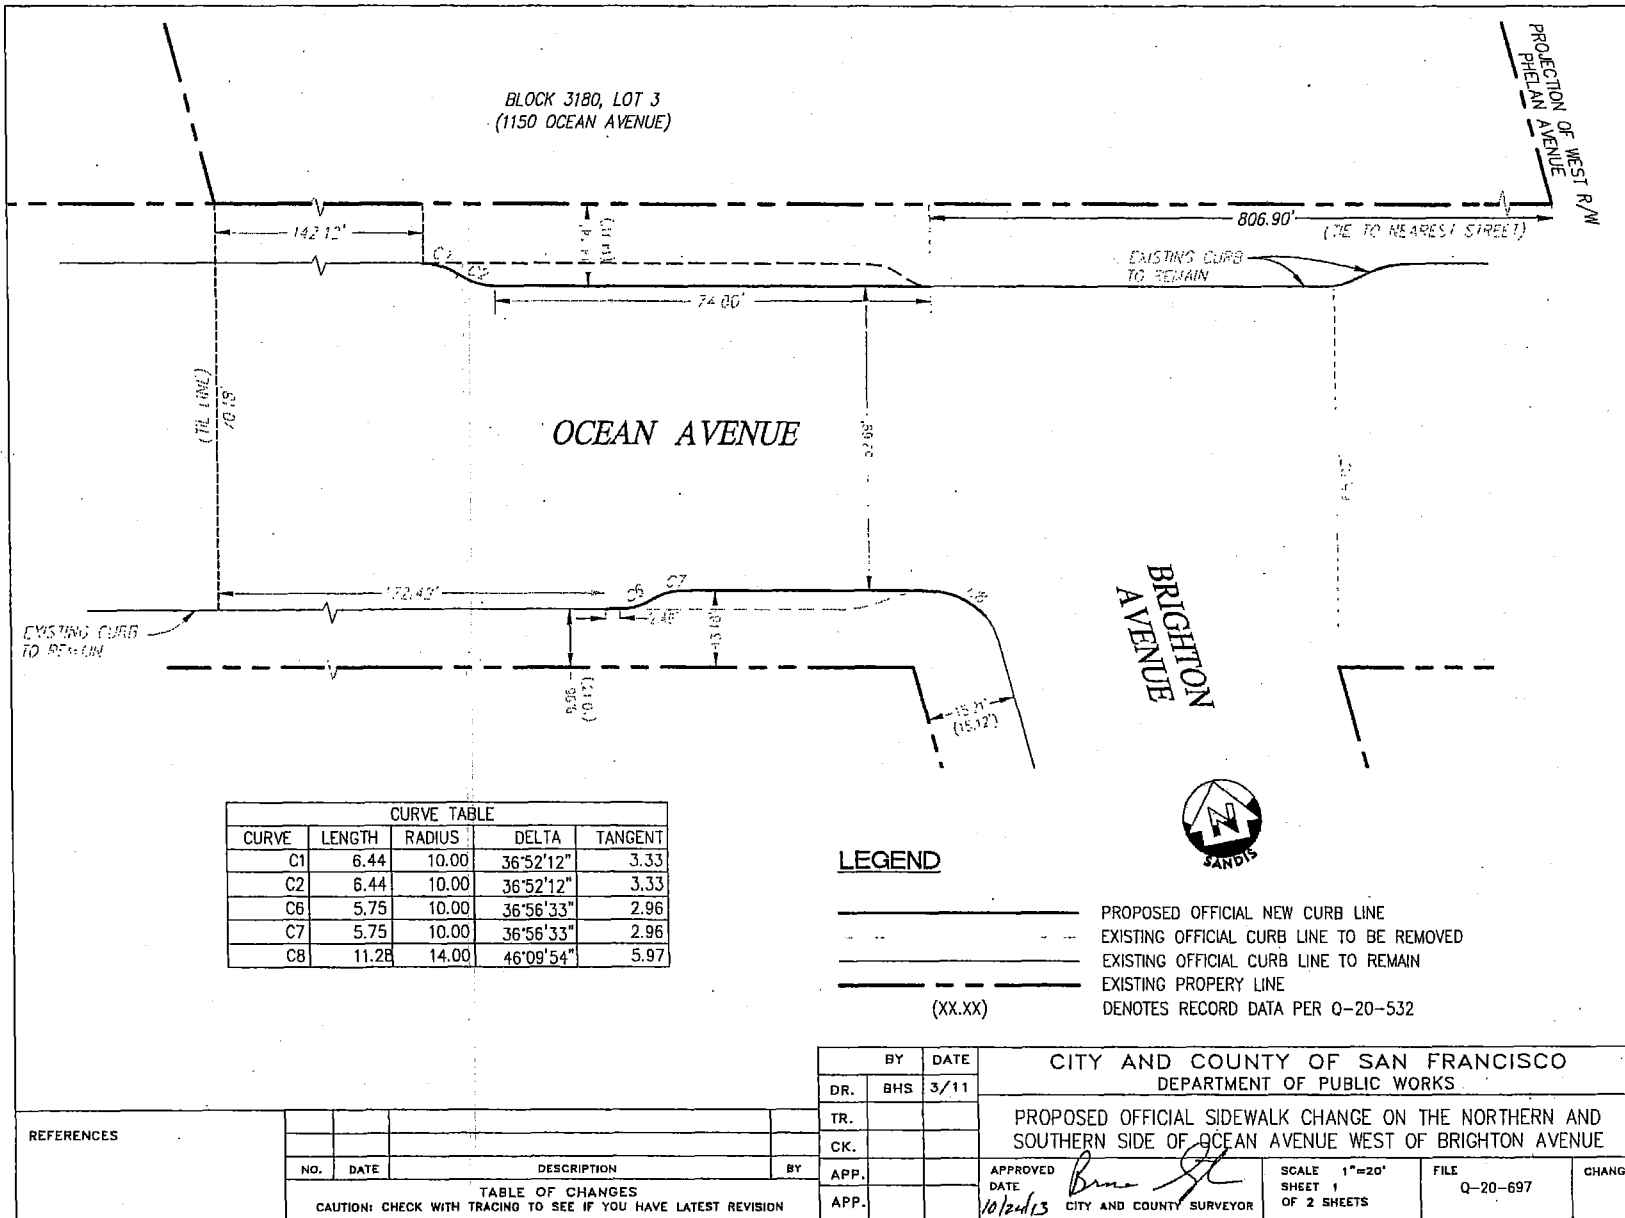 BLOCK 3180, LOT 3
(1150 OCEAN AVENUE)
PROJECTION OF WEST R/W
PHELAN AVENUE
142.12'
806.90'
(TIE TO NEAREST STREET)
C1
C2
EXISTING CURB
TO REMAIN
74.00'
(TIE LINE)
70.18'
OCEAN AVENUE
BRIGHTON
AVENUE
C6
C7
C8
2.48'
13.10'
EXISTING CURB
TO REMAIN
15.11'
(15.12')
CURVE TABLE
CURVE LENGTH RADIUS DELTA TANGENT
C1 6.44 10.00 36°52'12" 3.33
C2 6.44 10.00 36°52'12" 3.33
C6 5.75 10.00 36°56'33" 2.96
C7 5.75 10.00 36°56'33" 2.96
C8 11.28 14.00 46°09'54" 5.97
N
SANDIS
LEGEND
PROPOSED OFFICIAL NEW CURB LINE
EXISTING OFFICIAL CURB LINE TO BE REMOVED
EXISTING OFFICIAL CURB LINE TO REMAIN
EXISTING PROPERY LINE
(XX.XX) DENOTES RECORD DATA PER Q-20-532
BY DATE
DR. BHS 3/11
TR.
CK.
APP.
APP.
CITY AND COUNTY OF SAN FRANCISCO
DEPARTMENT OF PUBLIC WORKS
PROPOSED OFFICIAL SIDEWALK CHANGE ON THE NORTHERN AND
SOUTHERN SIDE OF OCEAN AVENUE WEST OF BRIGHTON AVENUE
APPROVED
DATE
10/24/13
CITY AND COUNTY SURVEYOR
SCALE 1"=20'
SHEET 1
OF 2 SHEETS
FILE
Q-20-697
CHANG
REFERENCES
NO. DATE DESCRIPTION BY
TABLE OF CHANGES
CAUTION: CHECK WITH TRACING TO SEE IF YOU HAVE LATEST REVISION